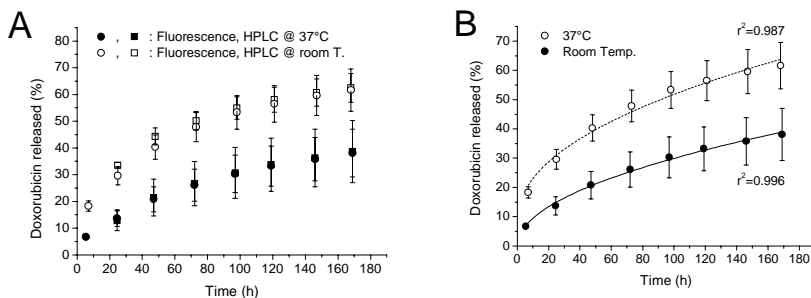 A
● , ■ : Fluorescence, HPLC @ 37°C
○ , □ : Fluorescence, HPLC @ room T.
Doxorubicin released (%)
80
70
60
50
40
30
20
10
0
0 20 40 60 80 100 120 140 160 180
Time (h)
B
○ 37°C
● Room Temp.
r²=0.987
r²=0.996
Doxorubicin released (%)
80
70
60
50
40
30
20
10
0
0 20 40 60 80 100 120 140 160 180
Time (h)